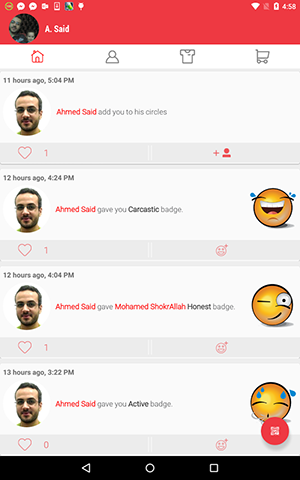 4:58
A. Said
11 hours ago, 5:04 PM
Ahmed Said add you to his circles
1
+
12 hours ago, 4:24 PM
Ahmed Said gave you Carcastic badge.
1
12 hours ago, 4:04 PM
Ahmed Said gave Mohamed ShokrAllah Honest badge.
1
13 hours ago, 3:22 PM
Ahmed Said gave you Active badge.
0